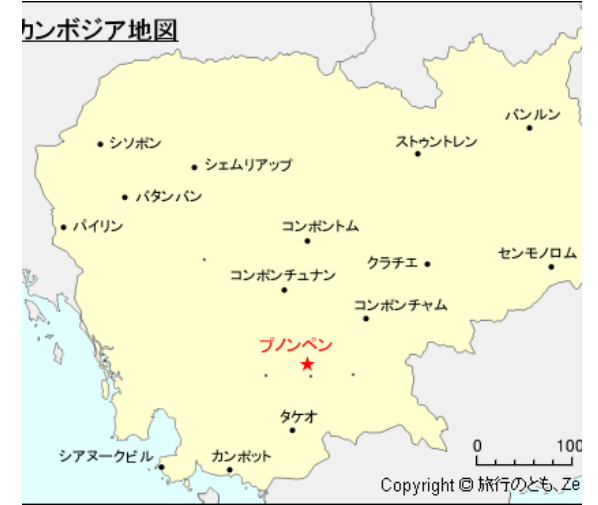 カンボジア地図
バンルン
シソポン
ストゥントレン
シェムリアップ
バタンバン
パイリン
コンポントム
センモノロム
クラチエ
コンポンチュナン
コンポンチャム
プノンペン
タケオ
シアヌークビル
カンポット
0 100
Copyright © 旅行のとも、Ze